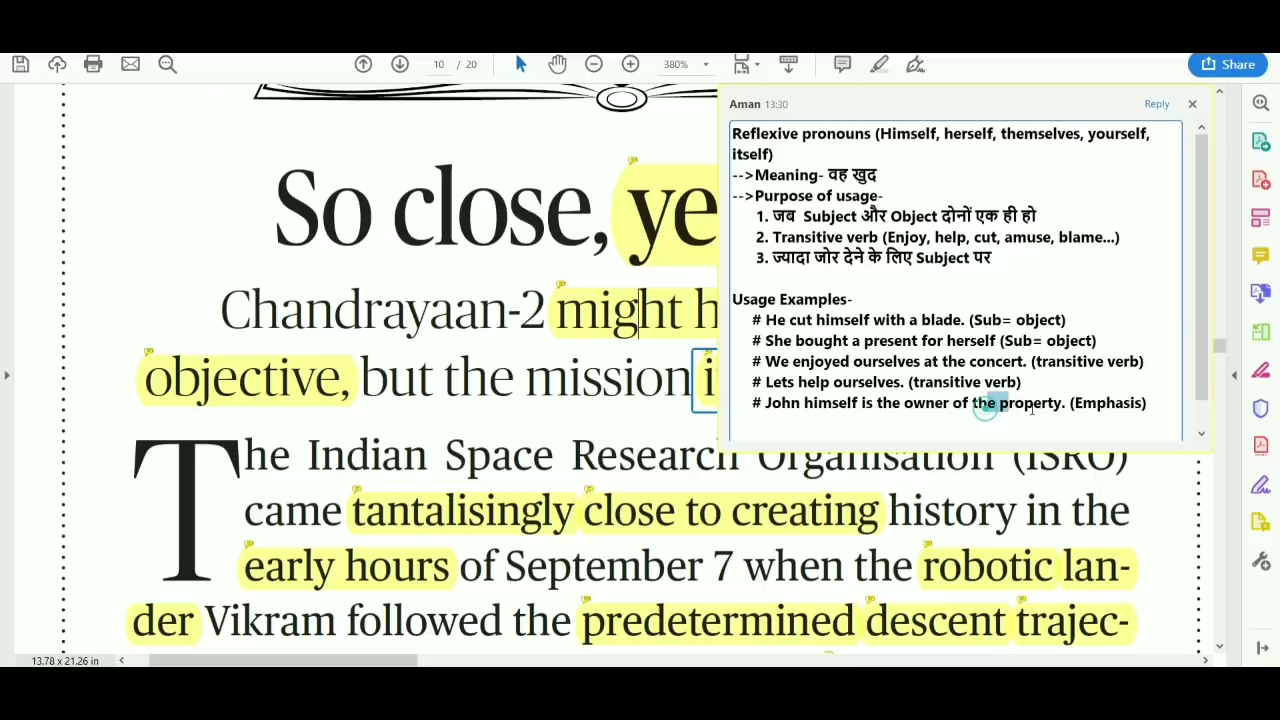 10 / 20
380%
Share
Aman 13:30
Reply
Reflexive pronouns (Himself, herself, themselves, yourself,
itself)
-->Meaning- वह खुद
-->Purpose of usage-
1. जब Subject और Object दोनों एक ही हो
2. Transitive verb (Enjoy, help, cut, amuse, blame...)
3. ज्यादा जोर देने के लिए Subject पर
Usage Examples-
# He cut himself with a blade. (Sub= object)
# She bought a present for herself (Sub= object)
# We enjoyed ourselves at the concert. (transitive verb)
# Lets help ourselves. (transitive verb)
# John himself is the owner of the property. (Emphasis)
So close, ye
Chandrayaan-2 might h
objective, but the mission i
The Indian Space Research Organisation (ISRO)
came tantalisingly close to creating history in the
early hours of September 7 when the robotic lan-
der Vikram followed the predetermined descent trajec-
13.78 x 21.26 in